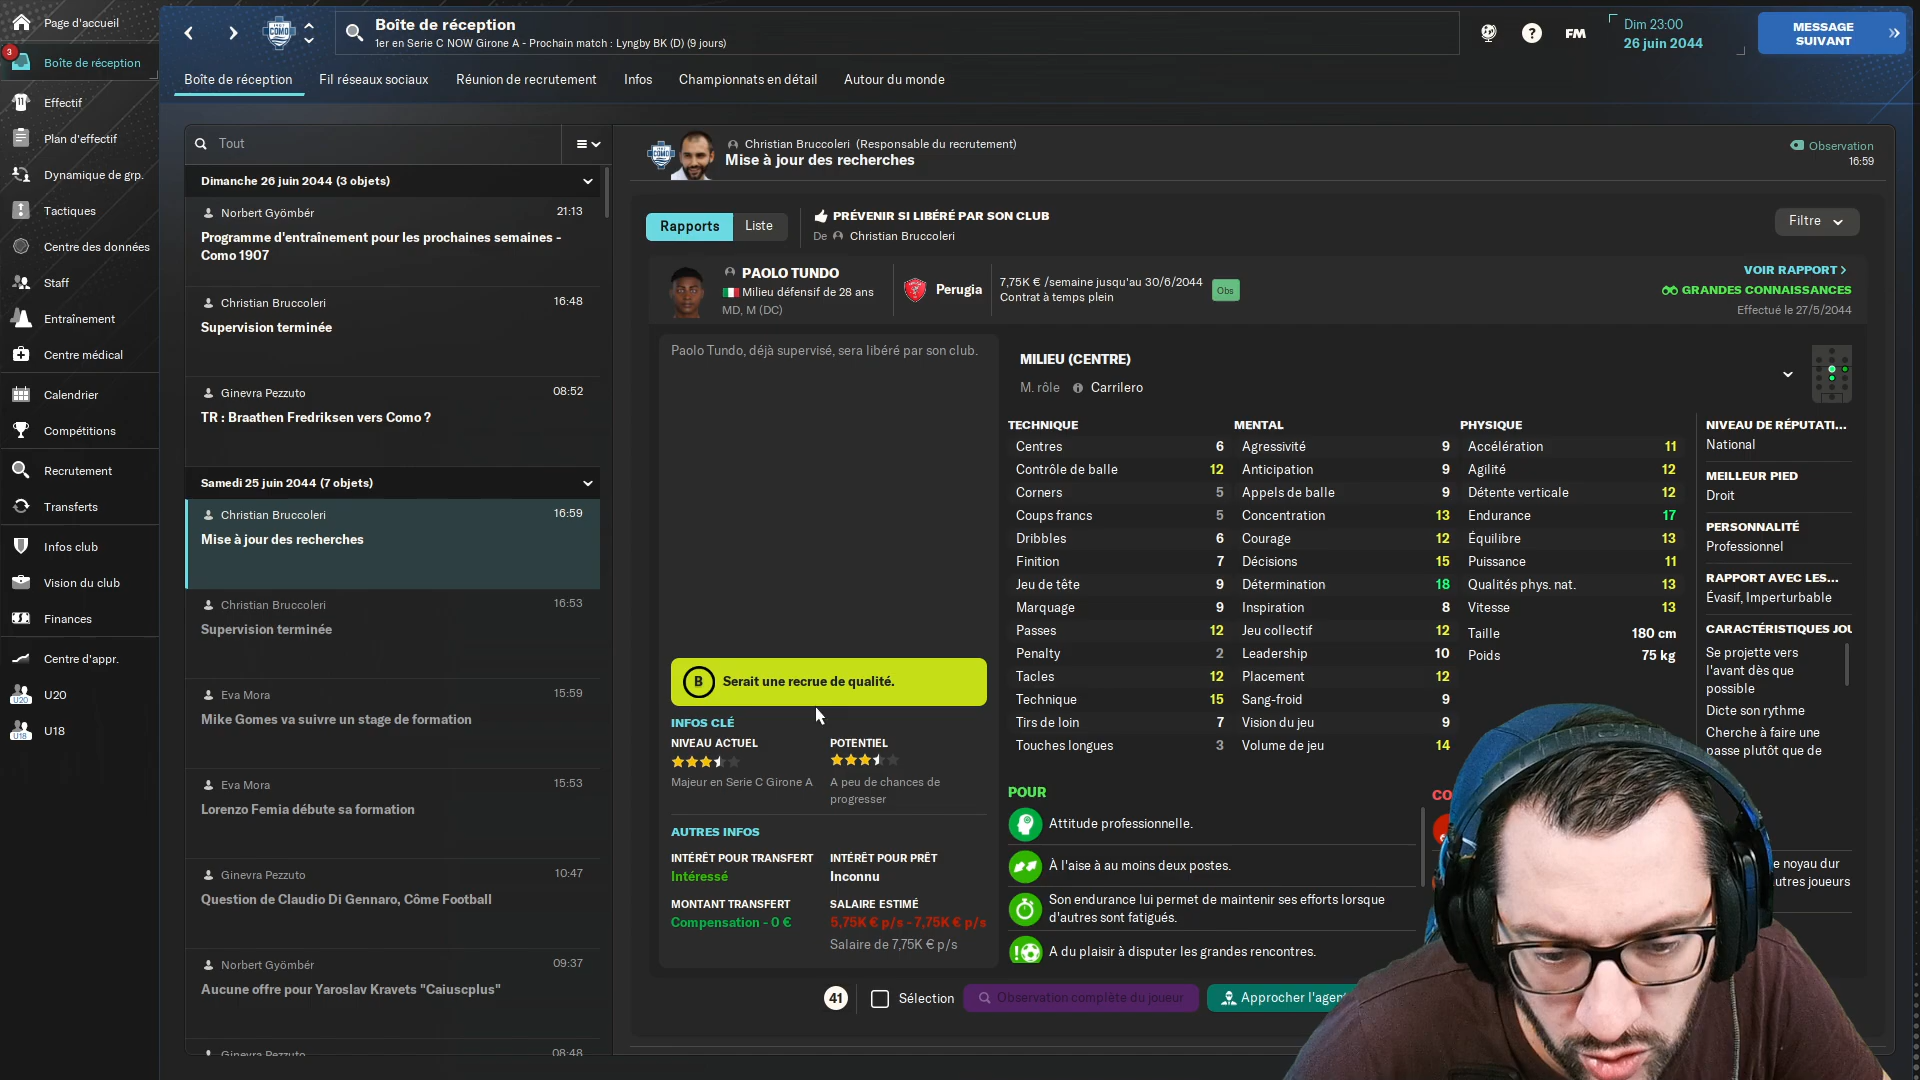 Page d'accueil
3
Boîte de réception
Effectif
Plan d'effectif
Dynamique de grp.
Tactiques
Centre des données
Staff
Entraînement
Centre médical
Calendrier
Compétitions
Recrutement
Transferts
Infos club
Vision du club
Finances
Centre d'appr.
U20
U20
U18
U18
Boîte de réception
1er en Serie C NOW Girone A - Prochain match : Lyngby BK (D) (9 jours)
?
FM
Dim 23:00
26 juin 2044
MESSAGE SUIVANT
Boîte de réception
Fil réseaux sociaux
Réunion de recrutement
Infos
Championnats en détail
Autour du monde
Tout
Dimanche 26 juin 2044 (3 objets)
Norbert Gyömbér 21:13
Programme d'entraînement pour les prochaines semaines -
Como 1907
Christian Bruccoleri 16:48
Supervision terminée
Ginevra Pezzuto 08:52
TR : Braathen Fredriksen vers Como ?
Samedi 25 juin 2044 (7 objets)
Christian Bruccoleri 16:59
Mise à jour des recherches
Christian Bruccoleri 16:53
Supervision terminée
Eva Mora 15:59
Mike Gomes va suivre un stage de formation
Eva Mora 15:53
Lorenzo Femia débute sa formation
Ginevra Pezzuto 10:47
Question de Claudio Di Gennaro, Côme Football
Norbert Gyömbér 09:37
Aucune offre pour Yaroslav Kravets "Caiuscplus"
Ginevra Pezzuto 08:48
COMO
Christian Bruccoleri (Responsable du recrutement)
Mise à jour des recherches
Observation
16:59
Rapports
Liste
PRÉVENIR SI LIBÉRÉ PAR SON CLUB
De Christian Bruccoleri
Filtre
PAOLO TUNDO
Milieu défensif de 28 ans
MD, M (DC)
Perugia
7,75K € /semaine jusqu'au 30/6/2044
Contrat à temps plein
Obs
VOIR RAPPORT >
GRANDES CONNAISSANCES
Effectué le 27/5/2044
Paolo Tundo, déjà supervisé, sera libéré par son club.
B Serait une recrue de qualité.
INFOS CLÉ
NIVEAU ACTUEL
Majeur en Serie C Girone A
POTENTIEL
A peu de chances de
progresser
AUTRES INFOS
INTÉRÊT POUR TRANSFERT
Intéressé
INTÉRÊT POUR PRÊT
Inconnu
MONTANT TRANSFERT
Compensation - 0 €
SALAIRE ESTIMÉ
5,75K € p/s - 7,75K € p/s
Salaire de 7,75K € p/s
MILIEU (CENTRE)
M. rôle Carrilero
TECHNIQUE
Centres 6
Contrôle de balle 12
Corners 5
Coups francs 5
Dribbles 6
Finition 7
Jeu de tête 9
Marquage 9
Passes 12
Penalty 2
Tacles 12
Technique 15
Tirs de loin 7
Touches longues 3
MENTAL
Agressivité 9
Anticipation 9
Appels de balle 9
Concentration 13
Courage 12
Décisions 15
Détermination 18
Inspiration 8
Jeu collectif 12
Leadership 10
Placement 12
Sang-froid 9
Vision du jeu 9
Volume de jeu 14
PHYSIQUE
Accélération 11
Agilité 12
Détente verticale 12
Endurance 17
Équilibre 13
Puissance 11
Qualités phys. nat. 13
Vitesse 13
Taille 180 cm
Poids 75 kg
NIVEAU DE RÉPUTATI...
National
MEILLEUR PIED
Droit
PERSONNALITÉ
Professionnel
RAPPORT AVEC LES...
Évasif, Imperturbable
CARACTÉRISTIQUES JOU
Se projette vers
l'avant dès que
possible
Dicte son rythme
Cherche à faire une
passe plutôt que de
POUR
Attitude professionnelle.
À l'aise à au moins deux postes.
Son endurance lui permet de maintenir ses efforts lorsque
d'autres sont fatigués.
A du plaisir à disputer les grandes rencontres.
CO
e noyau dur
utres joueurs
41
Sélection
Observation complète du joueur
Approcher l'agent